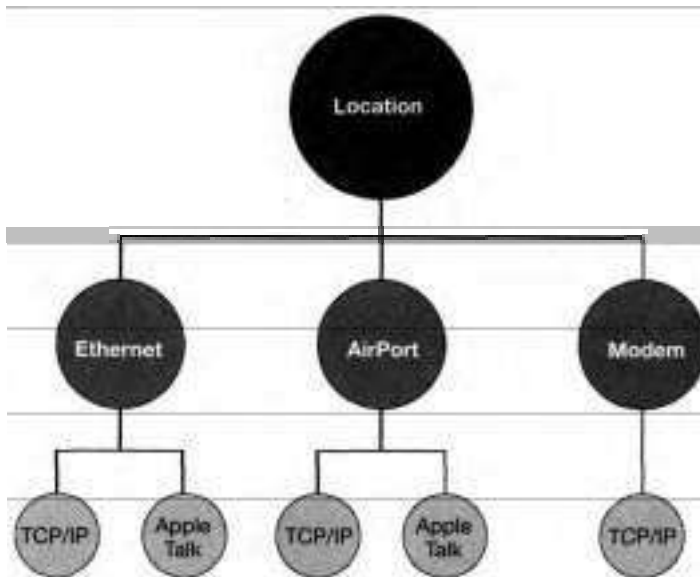 Location
Ethernet
AirPort
Modem
TCP/IP
Apple
Talk
TCP/IP
Apple
Talk
TCP/IP